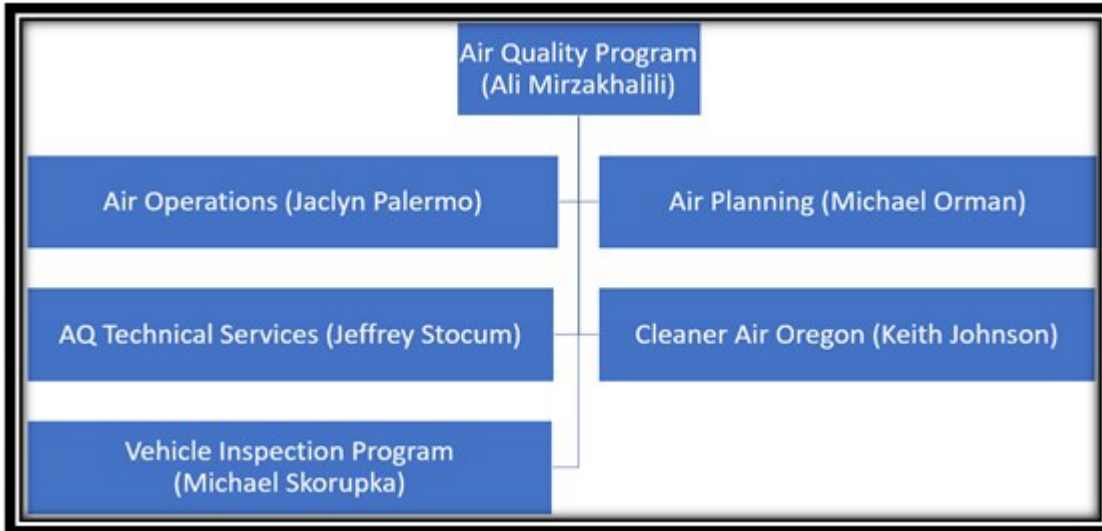 Air Quality Program
(Ali Mirzakhalili)
Air Operations (Jaclyn Palermo)
Air Planning (Michael Orman)
AQ Technical Services (Jeffrey Stocum)
Cleaner Air Oregon (Keith Johnson)
Vehicle Inspection Program
(Michael Skorupka)